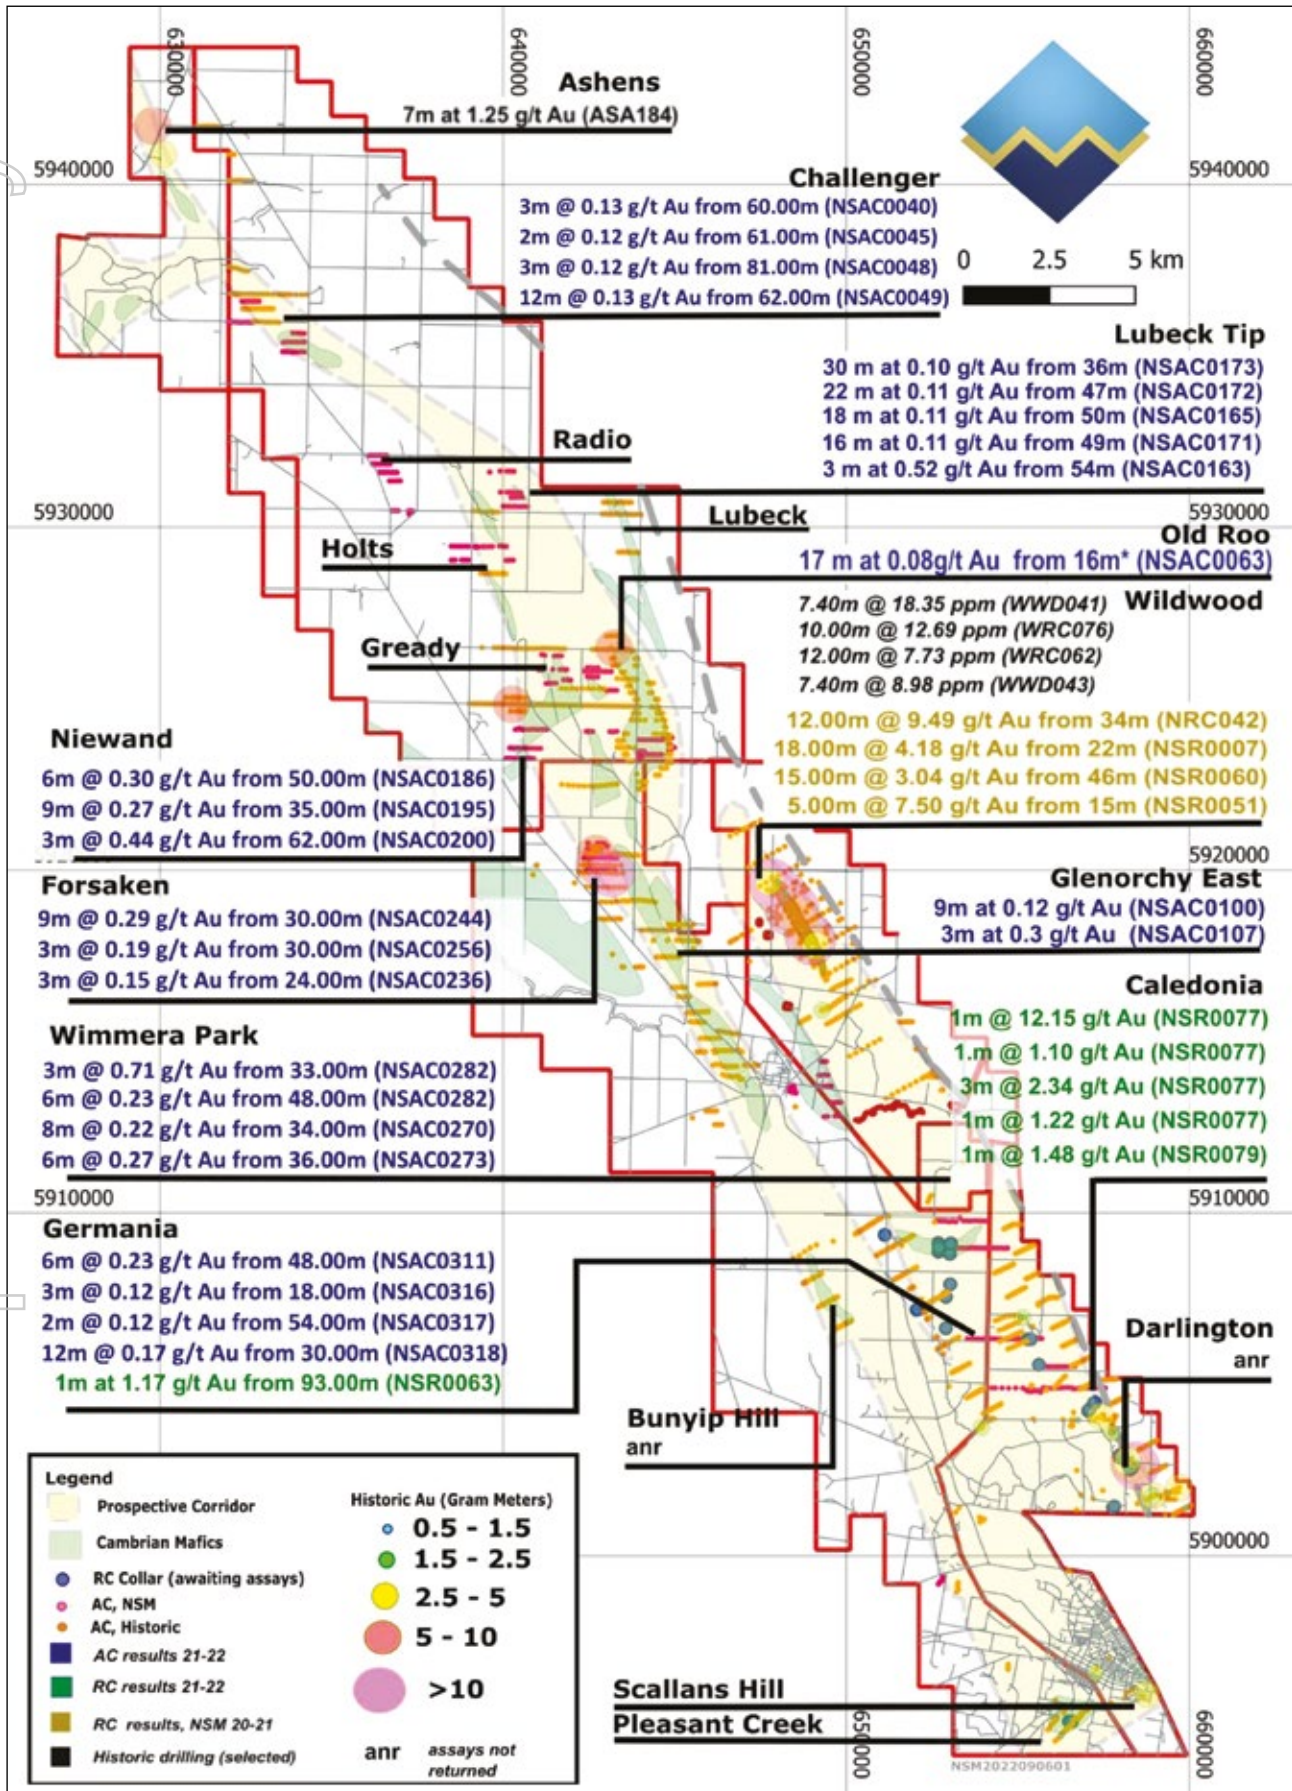 630000
640000
650000
660000
Ashens
7m at 1.25 g/t Au (ASA184)
5940000
5940000
Challenger
3m @ 0.13 g/t Au from 60.00m (NSAC0040)
2m @ 0.12 g/t Au from 61.00m (NSAC0045)
3m @ 0.12 g/t Au from 81.00m (NSAC0048)
12m @ 0.13 g/t Au from 62.00m (NSAC0049)
0 2.5 5 km
Lubeck Tip
30 m at 0.10 g/t Au from 36m (NSAC0173)
22 m at 0.11 g/t Au from 47m (NSAC0172)
18 m at 0.11 g/t Au from 50m (NSAC0165)
16 m at 0.11 g/t Au from 49m (NSAC0171)
3 m at 0.52 g/t Au from 54m (NSAC0163)
Radio
5930000
5930000
Lubeck
Holts
Old Roo
17 m at 0.08g/t Au from 16m* (NSAC0063)
Wildwood
7.40m @ 18.35 ppm (WWD041)
10.00m @ 12.69 ppm (WRC076)
12.00m @ 7.73 ppm (WRC062)
7.40m @ 8.98 ppm (WWD043)
12.00m @ 9.49 g/t Au from 34m (NRC042)
18.00m @ 4.18 g/t Au from 22m (NSR0007)
15.00m @ 3.04 g/t Au from 46m (NSR0060)
5.00m @ 7.50 g/t Au from 15m (NSR0051)
Gready
Niewand
6m @ 0.30 g/t Au from 50.00m (NSAC0186)
9m @ 0.27 g/t Au from 35.00m (NSAC0195)
3m @ 0.44 g/t Au from 62.00m (NSAC0200)
5920000
Forsaken
9m @ 0.29 g/t Au from 30.00m (NSAC0244)
3m @ 0.19 g/t Au from 30.00m (NSAC0256)
3m @ 0.15 g/t Au from 24.00m (NSAC0236)
Glenorchy East
9m at 0.12 g/t Au (NSAC0100)
3m at 0.3 g/t Au (NSAC0107)
Caledonia
1m @ 12.15 g/t Au (NSR0077)
1.m @ 1.10 g/t Au (NSR0077)
3m @ 2.34 g/t Au (NSR0077)
1m @ 1.22 g/t Au (NSR0077)
1m @ 1.48 g/t Au (NSR0079)
Wimmera Park
3m @ 0.71 g/t Au from 33.00m (NSAC0282)
6m @ 0.23 g/t Au from 48.00m (NSAC0282)
8m @ 0.22 g/t Au from 34.00m (NSAC0270)
6m @ 0.27 g/t Au from 36.00m (NSAC0273)
5910000
5910000
Germania
6m @ 0.23 g/t Au from 48.00m (NSAC0311)
3m @ 0.12 g/t Au from 18.00m (NSAC0316)
2m @ 0.12 g/t Au from 54.00m (NSAC0317)
12m @ 0.17 g/t Au from 30.00m (NSAC0318)
1m at 1.17 g/t Au from 93.00m (NSR0063)
Darlington
anr
Bunyip Hill
anr
5900000
Legend
Prospective Corridor
Cambrian Mafics
RC Collar (awaiting assays)
AC, NSM
AC, Historic
AC results 21-22
RC results 21-22
RC results, NSM 20-21
Historic drilling (selected)
Historic Au (Gram Meters)
0.5 - 1.5
1.5 - 2.5
2.5 - 5
5 - 10
>10
anr assays not
returned
Scallans Hill
Pleasant Creek
650000
660000
NSM2022090601